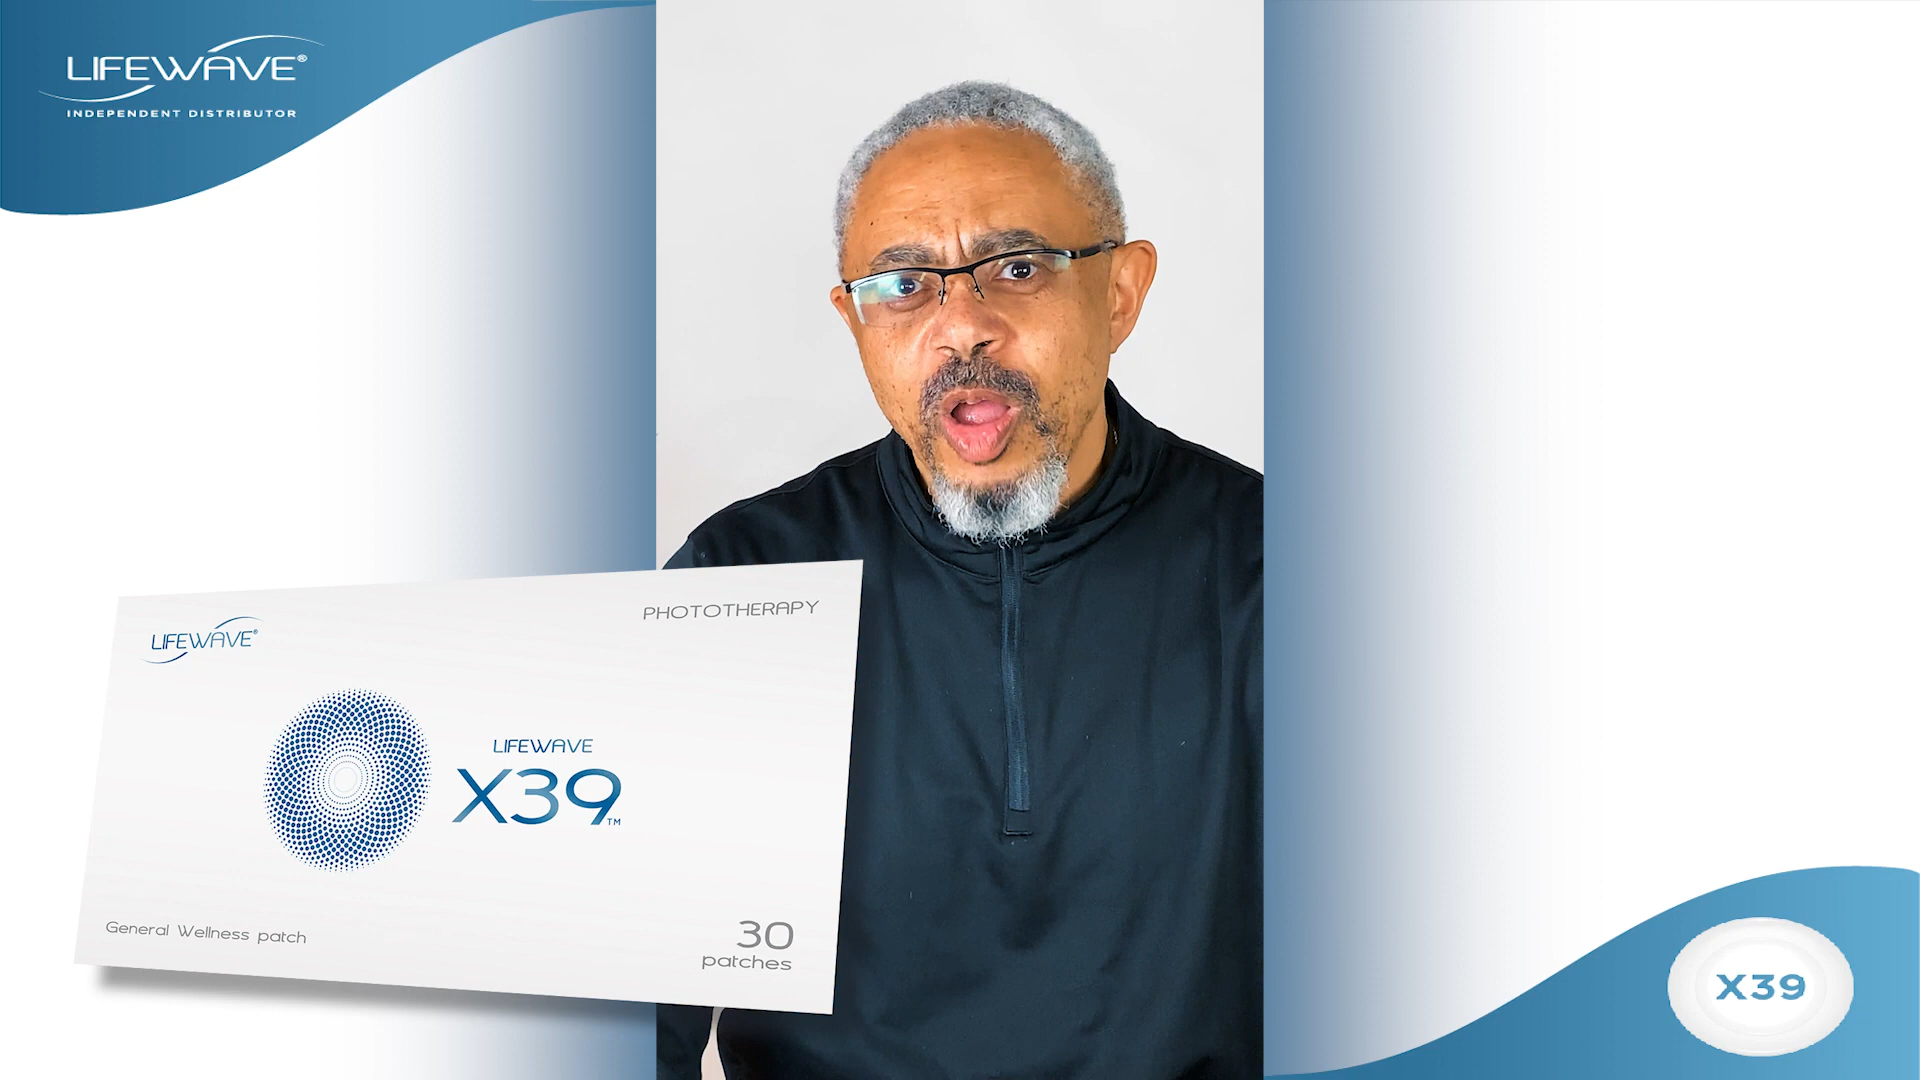 LIFEWAVE®
INDEPENDENT DISTRIBUTOR
PHOTOTHERAPY
LIFEWAVE®
LIFEWAVE
X39™
General Wellness patch
30
patches
X39